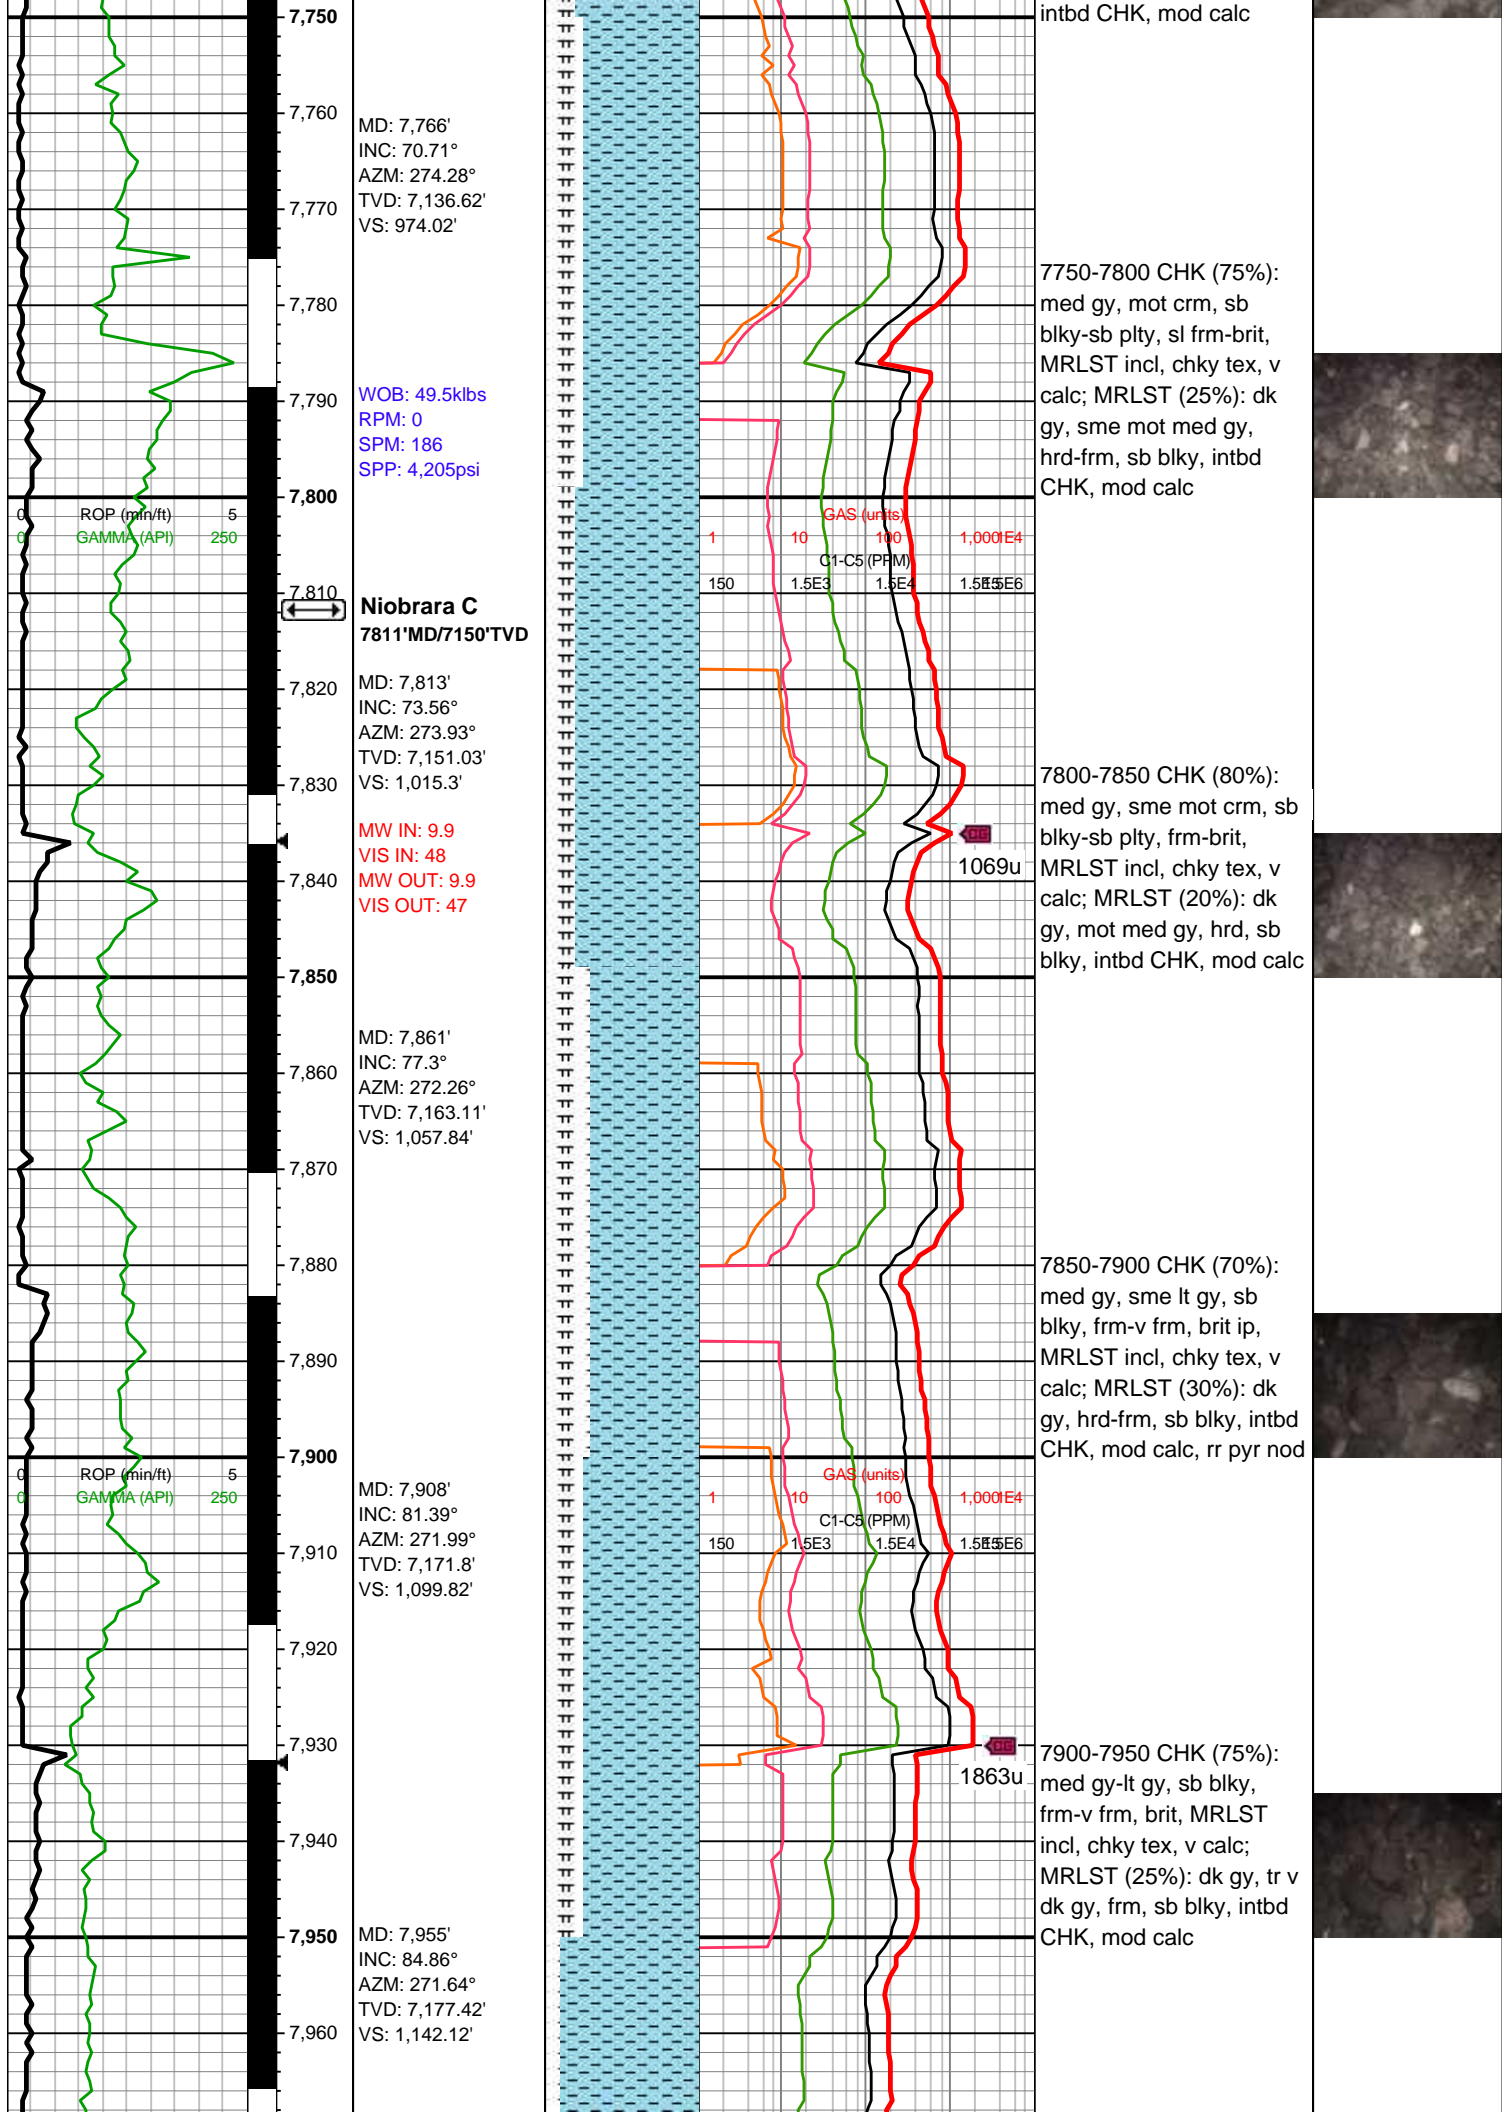 7,750
intbd CHK, mod calc
7,760
MD: 7,766'
INC: 70.71°
AZM: 274.28°
TVD: 7,136.62'
VS: 974.02'
7,770
7,780
7750-7800 CHK (75%):
med gy, mot crm, sb
blky-sb plty, sl frm-brit,
MRLST incl, chky tex, v
calc; MRLST (25%): dk
gy, sme mot med gy,
hrd-frm, sb blky, intbd
CHK, mod calc
7,790
WOB: 49.5klbs
RPM: 0
SPM: 186
SPP: 4,205psi
7,800
0 ROP (min/ft) 5
0 GAMMA (API) 250
GAS (units)
1 10 100 1,000 1E4
C1-C5 (PPM)
150 1.5E3 1.5E4 1.5E5 1.5E6
7,810
Niobrara C
7811'MD/7150'TVD
7,820
MD: 7,813'
INC: 73.56°
AZM: 273.93°
TVD: 7,151.03'
VS: 1,015.3'
7,830
7800-7850 CHK (80%):
med gy, sme mot crm, sb
blky-sb plty, frm-brit,
MRLST incl, chky tex, v
calc; MRLST (20%): dk
gy, mot med gy, hrd, sb
blky, intbd CHK, mod calc
MW IN: 9.9
VIS IN: 48
MW OUT: 9.9
VIS OUT: 47
CG
1069u
7,840
7,850
MD: 7,861'
INC: 77.3°
AZM: 272.26°
TVD: 7,163.11'
VS: 1,057.84'
7,860
7,870
7,880
7850-7900 CHK (70%):
med gy, sme lt gy, sb
blky, frm-v frm, brit ip,
MRLST incl, chky tex, v
calc; MRLST (30%): dk
gy, hrd-frm, sb blky, intbd
CHK, mod calc, rr pyr nod
7,890
7,900
0 ROP (min/ft) 5
0 GAMMA (API) 250
MD: 7,908'
INC: 81.39°
AZM: 271.99°
TVD: 7,171.8'
VS: 1,099.82'
GAS (units)
1 10 100 1,000 1E4
C1-C5 (PPM)
150 1.5E3 1.5E4 1.5E5 1.5E6
7,910
7,920
7,930
CG
1863u
7900-7950 CHK (75%):
med gy-lt gy, sb blky,
frm-v frm, brit, MRLST
incl, chky tex, v calc;
MRLST (25%): dk gy, tr v
dk gy, frm, sb blky, intbd
CHK, mod calc
7,940
7,950
MD: 7,955'
INC: 84.86°
AZM: 271.64°
TVD: 7,177.42'
VS: 1,142.12'
7,960